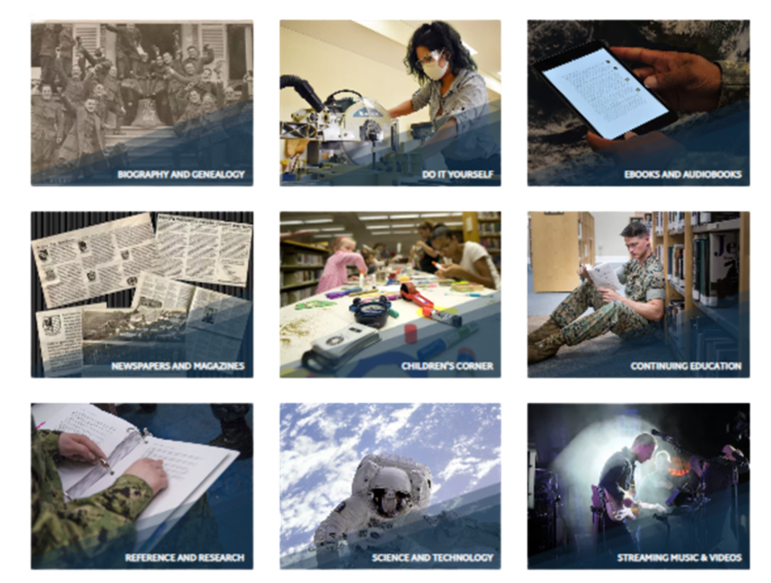 BIOGRAPHY AND GENEALOGY
DO IT YOURSELF
EBOOKS AND AUDIOBOOKS
NEWSPAPERS AND MAGAZINES
CHILDREN'S CORNER
CONTINUING EDUCATION
REFERENCE AND RESEARCH
SCIENCE AND TECHNOLOGY
STREAMING MUSIC & VIDEOS